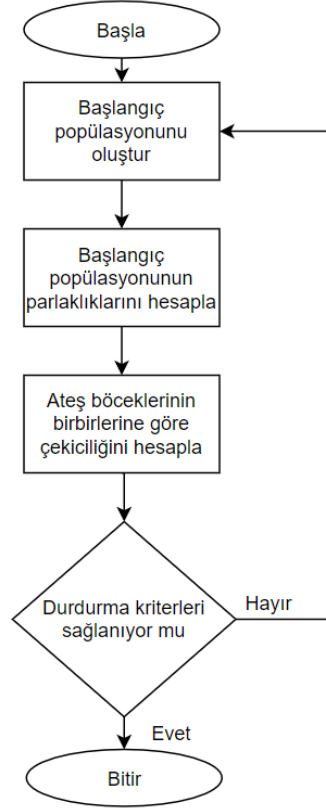 Başla
Başlangıç
popülasyonunu
oluştur
Başlangıç
popülasyonunun
parlaklıklarını hesapla
Ateş böceklerinin
birbirlerine göre
çekiciliğini hesapla
Durdurma kriterleri
sağlanıyor mu
Hayır
Evet
Bitir